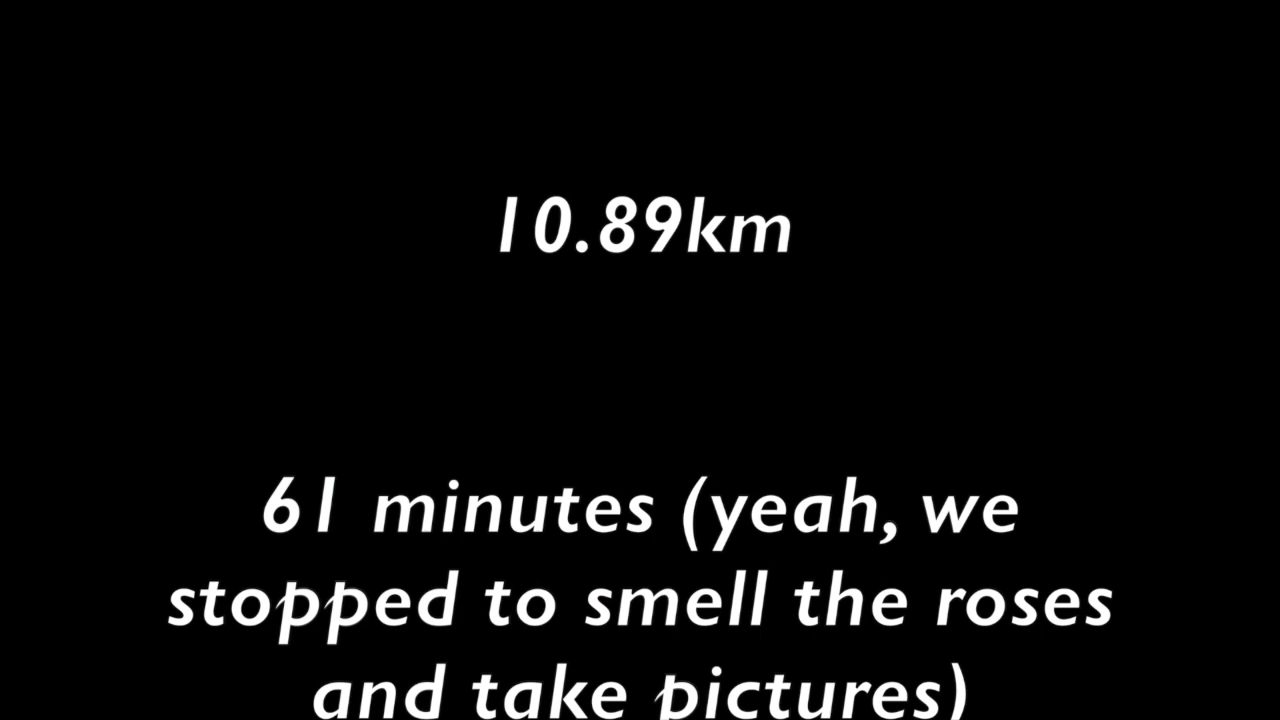 10.89km
61 minutes (yeah, we
stopped to smell the roses
and take pictures)